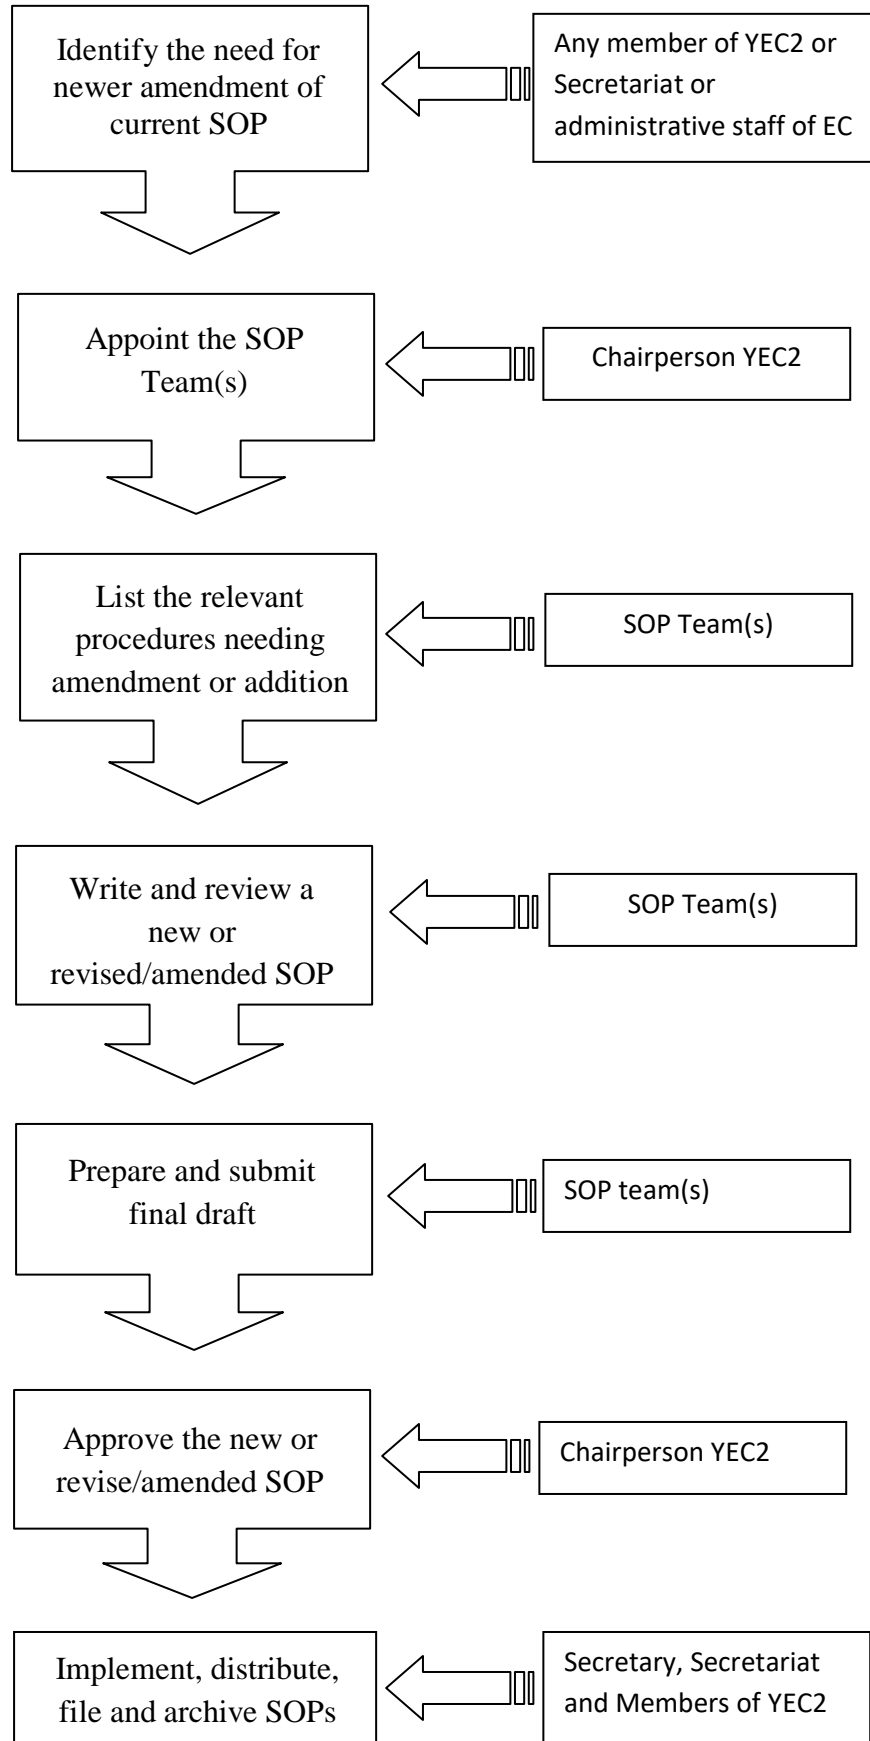 Identify the need for
newer amendment of
current SOP
Any member of YEC2 or
Secretariat or
administrative staff of EC
Appoint the SOP
Team(s)
Chairperson YEC2
List the relevant
procedures needing
amendment or addition
SOP Team(s)
Write and review a
new or
revised/amended SOP
SOP Team(s)
Prepare and submit
final draft
SOP team(s)
Approve the new or
revise/amended SOP
Chairperson YEC2
Implement, distribute,
file and archive SOPs
Secretary, Secretariat
and Members of YEC2